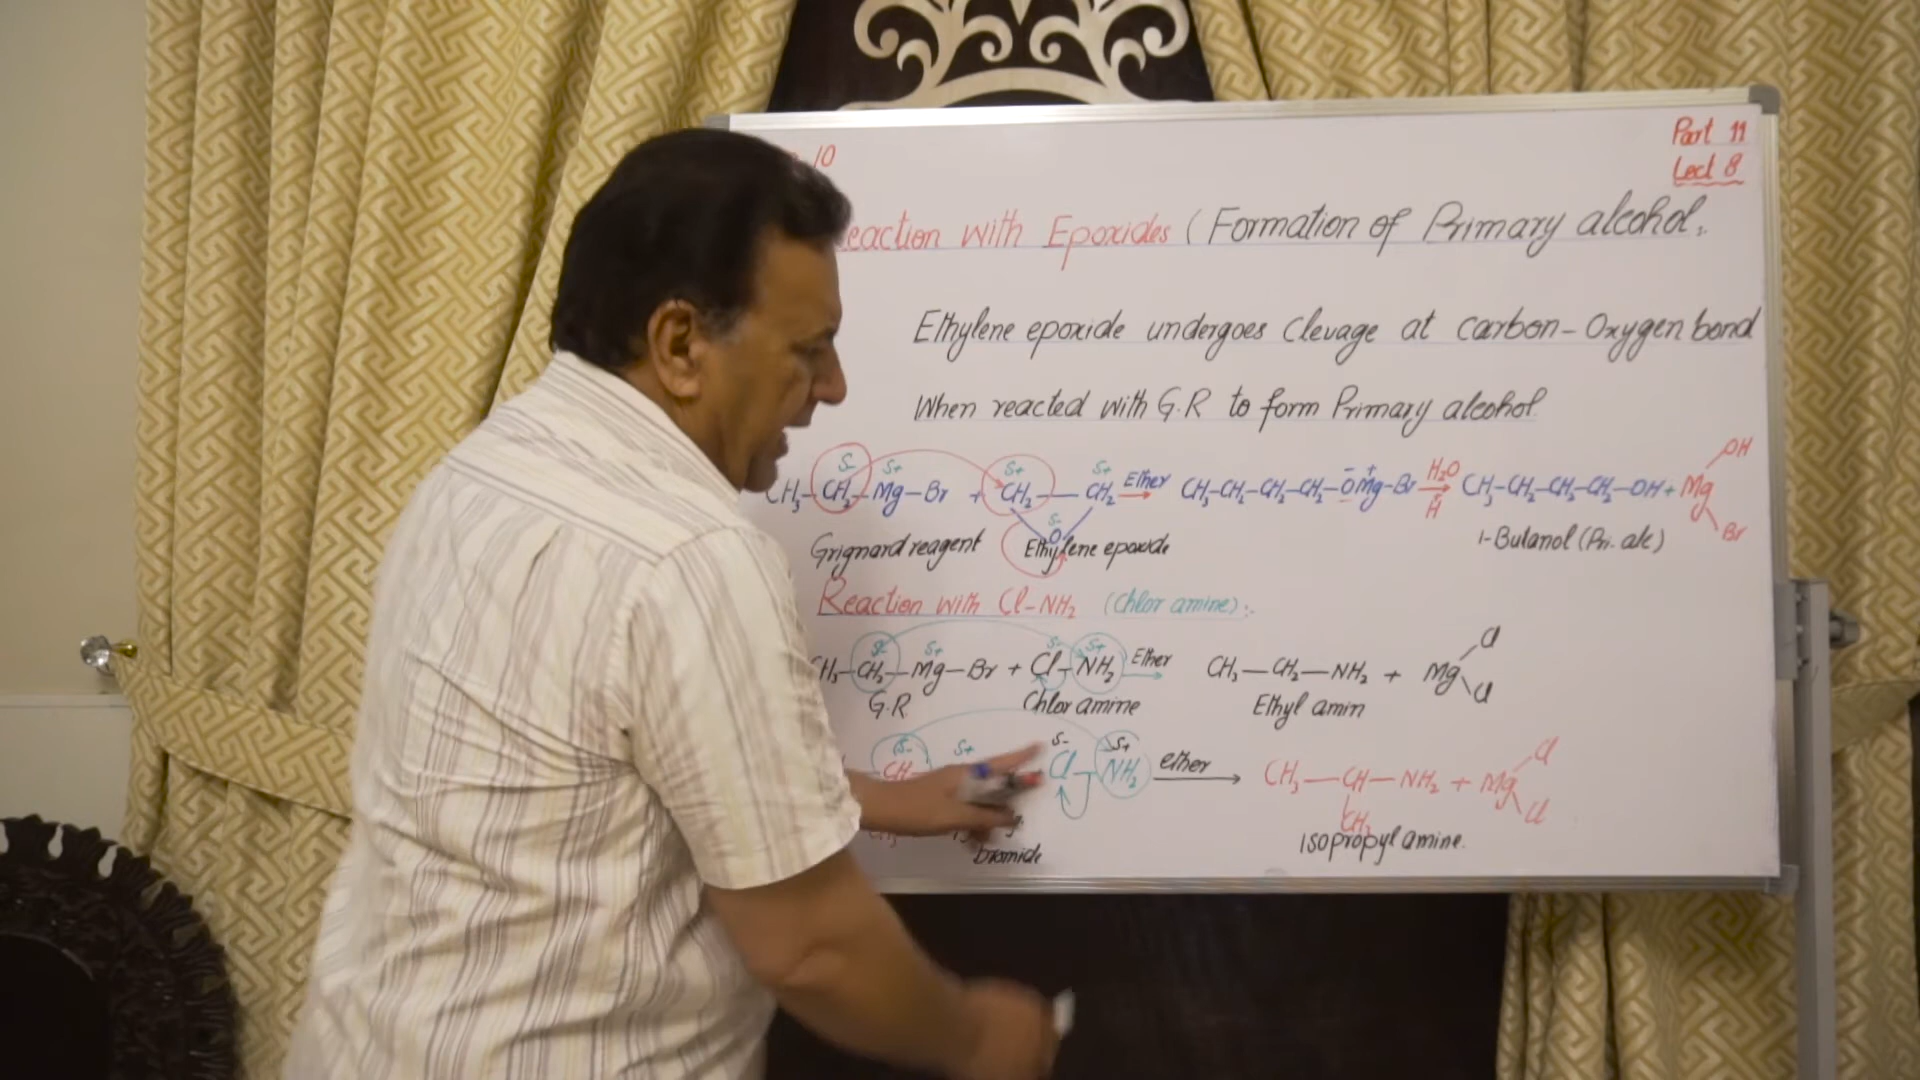 10
Part 11
Lect 8
eaction with Epoxides (Formation of Primary alcohol:
Ethylene epoxide undergoes Clevage at carbon-Oxygen bond
When reacted with G.R to form Primary alcohol.
CH₃-CH₂-Mg-Br + CH₂-CH₂ Ether CH₃-CH₂-CH₂-CH₂-OMg-Br H₂O CH₃-CH₂-CH₂-CH₂-OH + Mg OH Br
δ- δ+ δ+ δ+ δ- O - + H⁺
Grignard reagent Ethylene epoxide 1-Butanol (Pri. alc)
Reaction with Cl-NH₂ (Chlor amine):-
δ- δ+ δ- δ+
H₃-CH₂-Mg-Br + Cl-NH₂ Ether CH₃-CH₂-NH₂ + Mg Cl Cl
G.R. Chlor amine Ethyl amin
δ- δ+ δ- δ+
CH Cl-NH₂ ether CH₃-CH-NH₂ + Mg Cl Cl
CH₃
bromide Isopropyl amine.